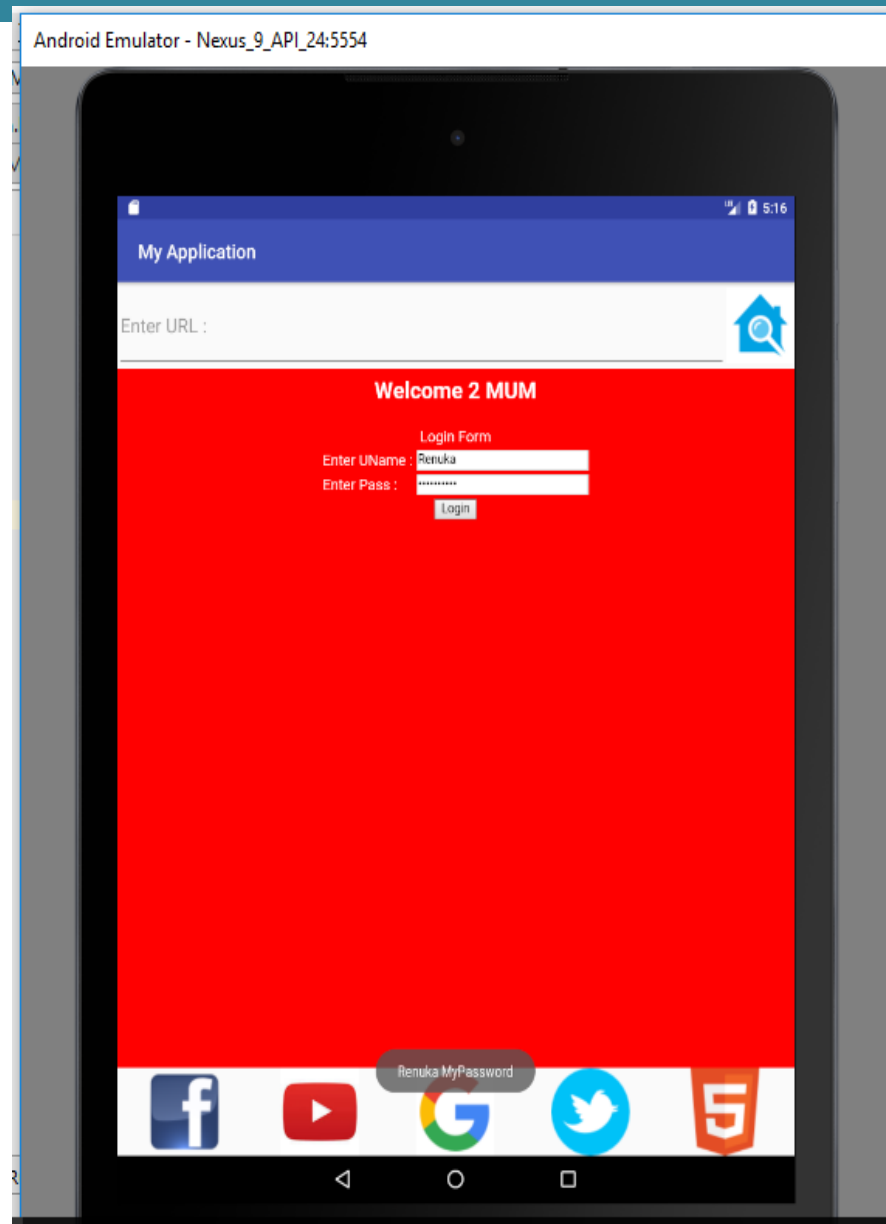 Android Emulator - Nexus_9_API_24:5554
5:16
My Application
Enter URL :
Welcome 2 MUM
Login Form
Enter UName : Renuka
Enter Pass : ••••••••••
Login
Renuka MyPassword